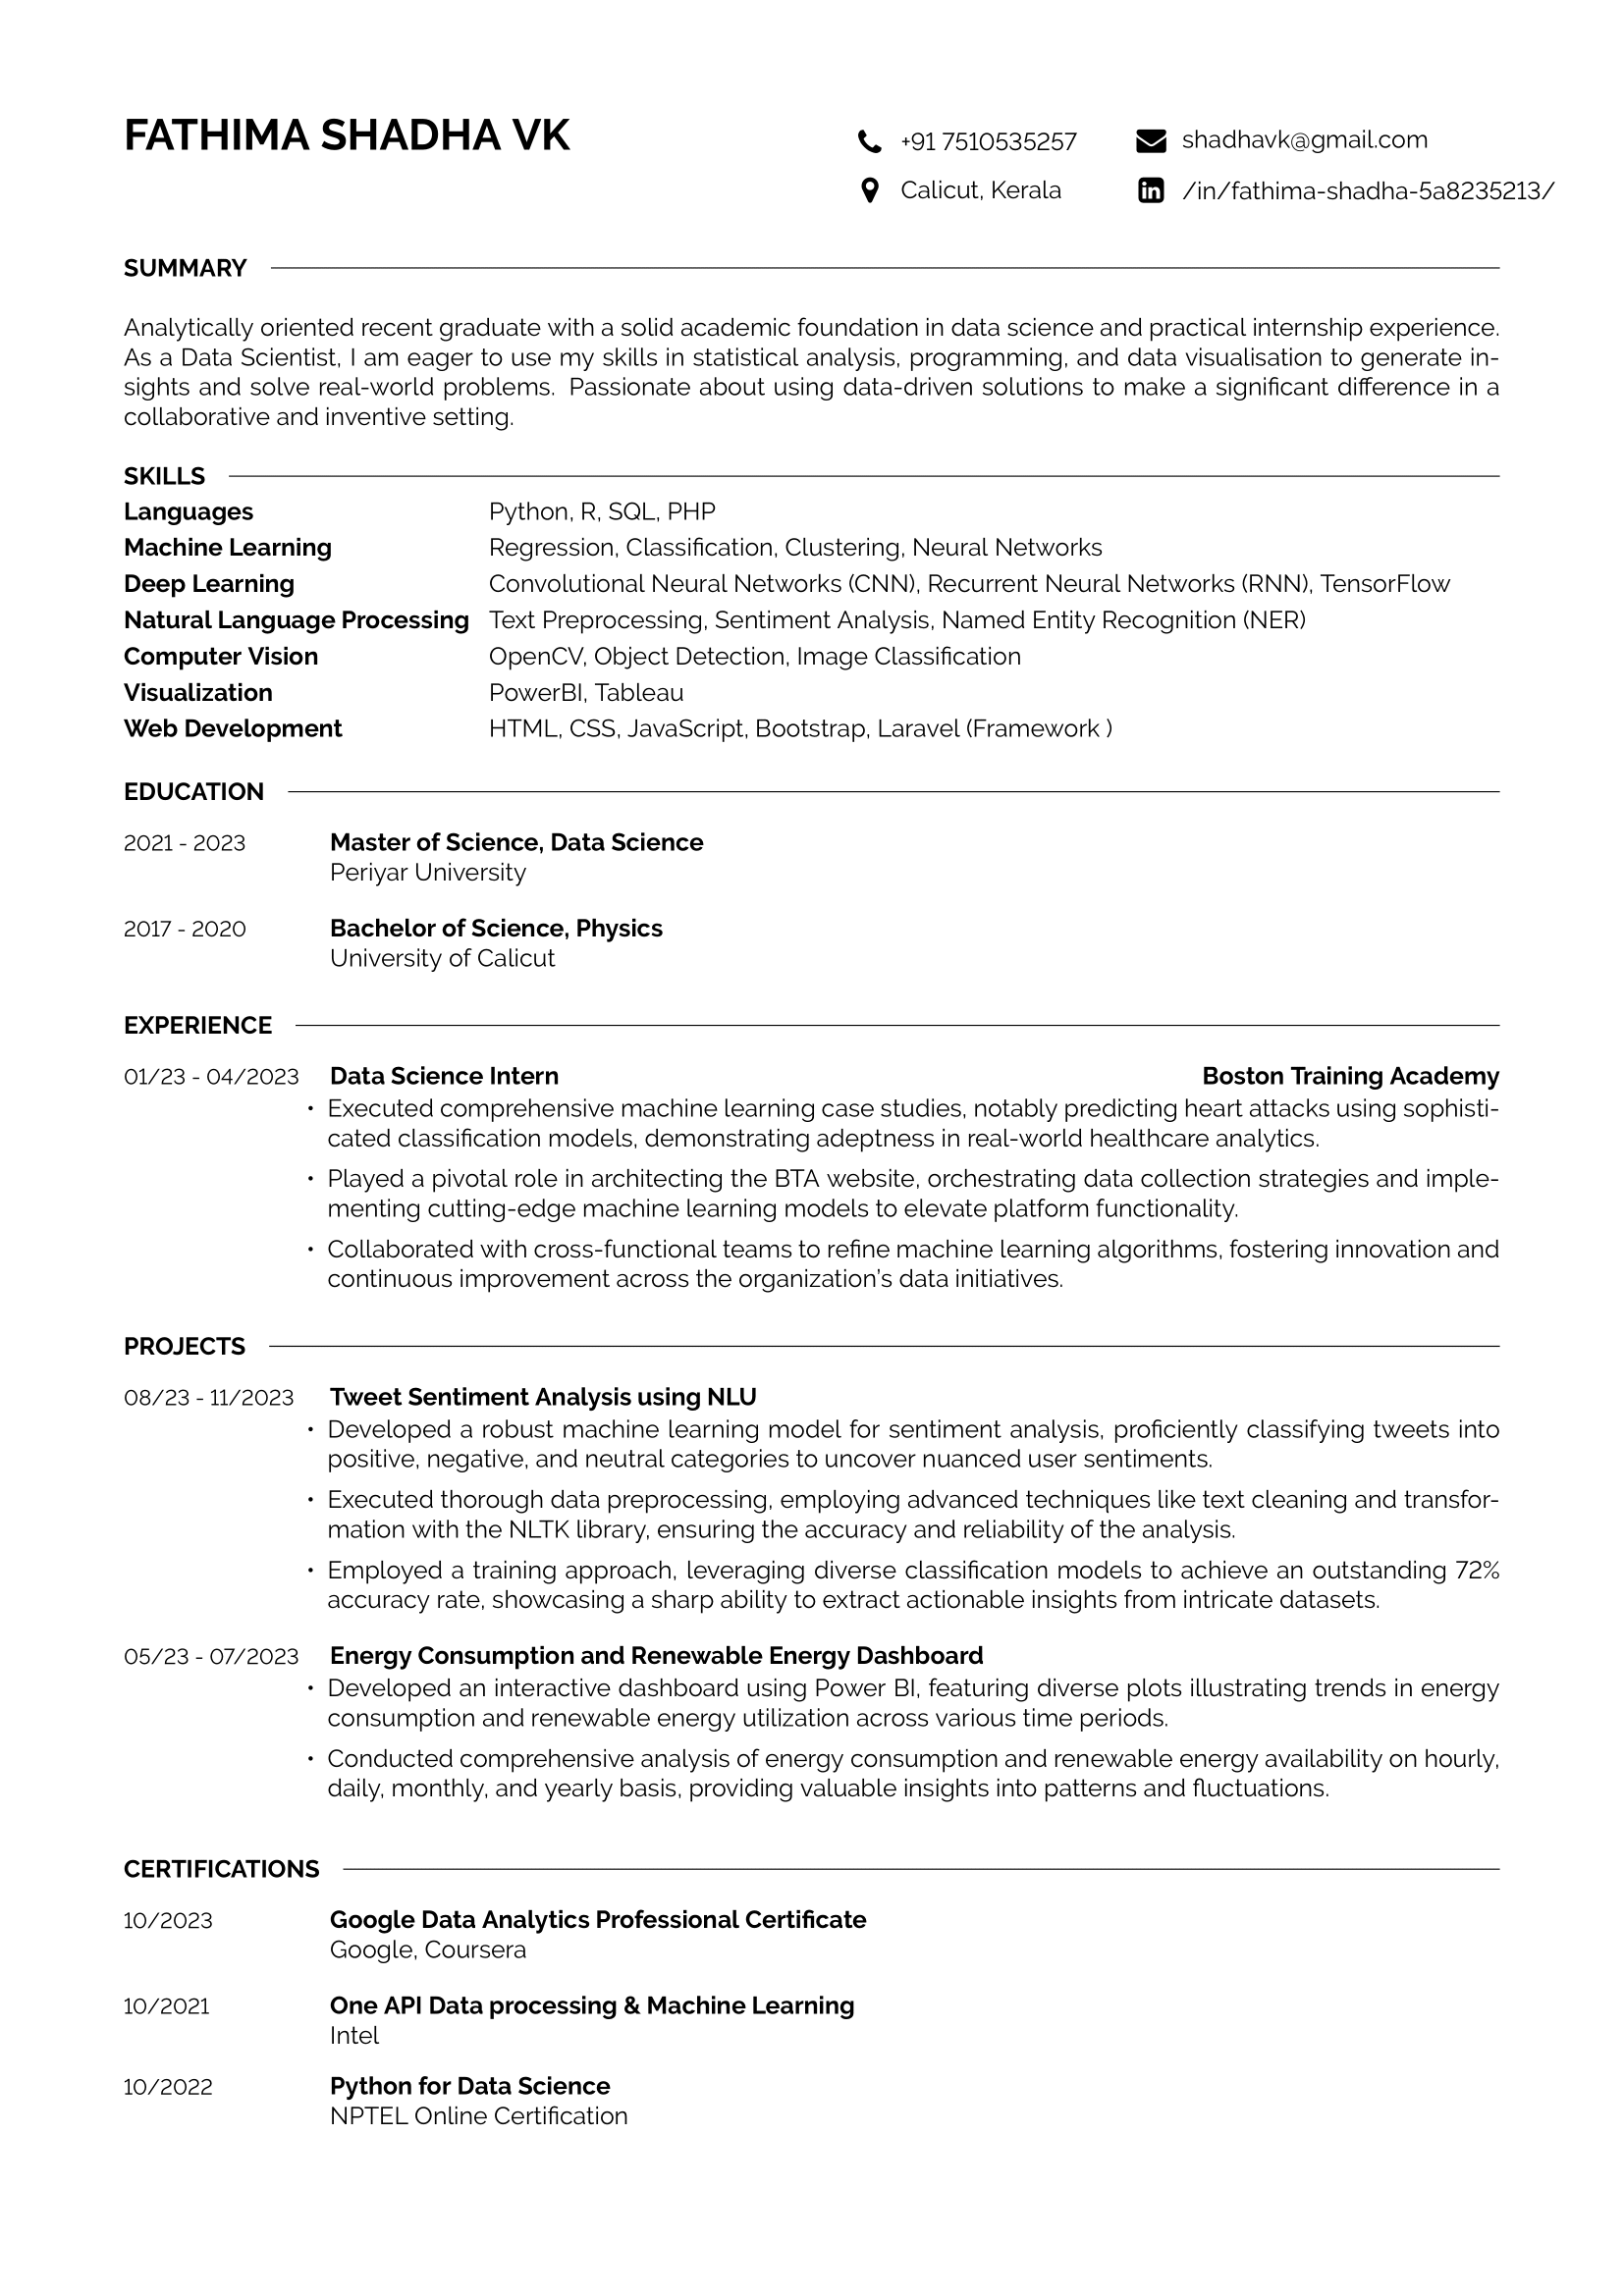 FATHIMA SHADHA VK
+91 7510535257
shadhavk@gmail.com
Calicut, Kerala
/in/fathima-shadha-5a8235213/
SUMMARY
Analytically oriented recent graduate with a solid academic foundation in data science and practical internship experience.
As a Data Scientist, I am eager to use my skills in statistical analysis, programming, and data visualisation to generate in-
sights and solve real-world problems. Passionate about using data-driven solutions to make a significant difference in a
collaborative and inventive setting.
SKILLS
Languages Python, R, SQL, PHP
Machine Learning Regression, Classification, Clustering, Neural Networks
Deep Learning Convolutional Neural Networks (CNN), Recurrent Neural Networks (RNN), TensorFlow
Natural Language Processing Text Preprocessing, Sentiment Analysis, Named Entity Recognition (NER)
Computer Vision OpenCV, Object Detection, Image Classification
Visualization PowerBI, Tableau
Web Development HTML, CSS, JavaScript, Bootstrap, Laravel (Framework )
EDUCATION
2021 - 2023 Master of Science, Data Science
Periyar University
2017 - 2020 Bachelor of Science, Physics
University of Calicut
EXPERIENCE
01/23 - 04/2023 Data Science Intern Boston Training Academy
• Executed comprehensive machine learning case studies, notably predicting heart attacks using sophisti-
cated classification models, demonstrating adeptness in real-world healthcare analytics.
• Played a pivotal role in architecting the BTA website, orchestrating data collection strategies and imple-
menting cutting-edge machine learning models to elevate platform functionality.
• Collaborated with cross-functional teams to refine machine learning algorithms, fostering innovation and
continuous improvement across the organization's data initiatives.
PROJECTS
08/23 - 11/2023 Tweet Sentiment Analysis using NLU
• Developed a robust machine learning model for sentiment analysis, proficiently classifying tweets into
positive, negative, and neutral categories to uncover nuanced user sentiments.
• Executed thorough data preprocessing, employing advanced techniques like text cleaning and transfor-
mation with the NLTK library, ensuring the accuracy and reliability of the analysis.
• Employed a training approach, leveraging diverse classification models to achieve an outstanding 72%
accuracy rate, showcasing a sharp ability to extract actionable insights from intricate datasets.
05/23 - 07/2023 Energy Consumption and Renewable Energy Dashboard
• Developed an interactive dashboard using Power BI, featuring diverse plots illustrating trends in energy
consumption and renewable energy utilization across various time periods.
• Conducted comprehensive analysis of energy consumption and renewable energy availability on hourly,
daily, monthly, and yearly basis, providing valuable insights into patterns and fluctuations.
CERTIFICATIONS
10/2023 Google Data Analytics Professional Certificate
Google, Coursera
10/2021 One API Data processing & Machine Learning
Intel
10/2022 Python for Data Science
NPTEL Online Certification